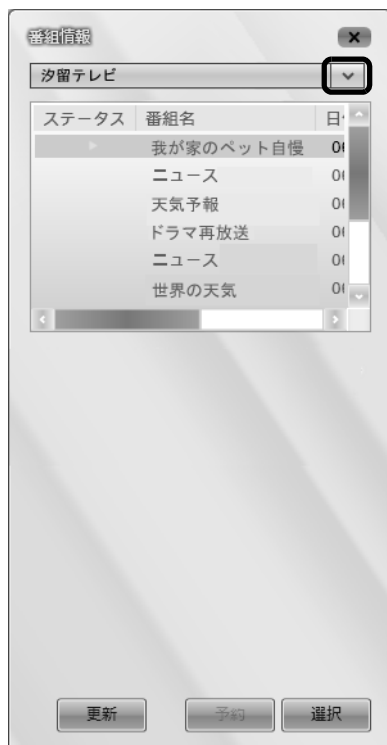 番組情報
汐留テレビ
ステータス 番組名
我が家のペット自慢
ニュース
天気予報
ドラマ再放送
ニュース
世界の天気
更新 予約 選択